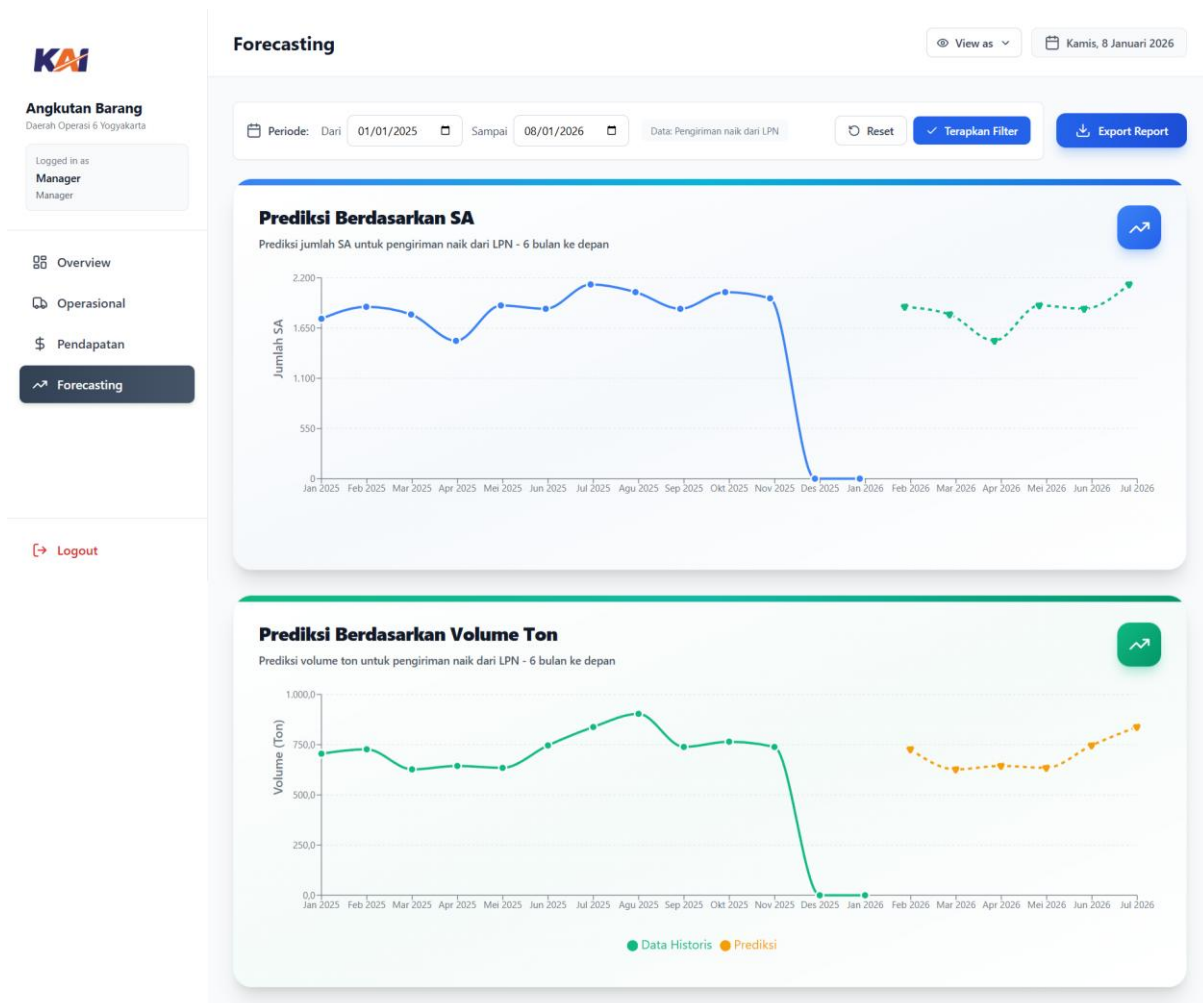 KAI
Angkutan Barang
Daerah Operasi 6 Yogyakarta
Logged in as
Manager
Manager
Overview
Operasional
Pendapatan
Forecasting
Logout
Forecasting
View as
Kamis, 8 Januari 2026
Periode: Dari 01/01/2025 Sampai 08/01/2026 Data: Pengiriman naik dari LPN Reset Terapkan Filter Export Report
Prediksi Berdasarkan SA
Prediksi jumlah SA untuk pengiriman naik dari LPN - 6 bulan ke depan
Jumlah SA
2.200
1.650
1.100
550
0
Jan 2025 Feb 2025 Mar 2025 Apr 2025 Mei 2025 Jun 2025 Jul 2025 Agu 2025 Sep 2025 Okt 2025 Nov 2025 Des 2025 Jan 2026 Feb 2026 Mar 2026 Apr 2026 Mei 2026 Jun 2026 Jul 2026
Prediksi Berdasarkan Volume Ton
Prediksi volume ton untuk pengiriman naik dari LPN - 6 bulan ke depan
Volume (Ton)
1.000,0
750,0
500,0
250,0
0,0
Jan 2025 Feb 2025 Mar 2025 Apr 2025 Mei 2025 Jun 2025 Jul 2025 Agu 2025 Sep 2025 Okt 2025 Nov 2025 Des 2025 Jan 2026 Feb 2026 Mar 2026 Apr 2026 Mei 2026 Jun 2026 Jul 2026
Data Historis Prediksi